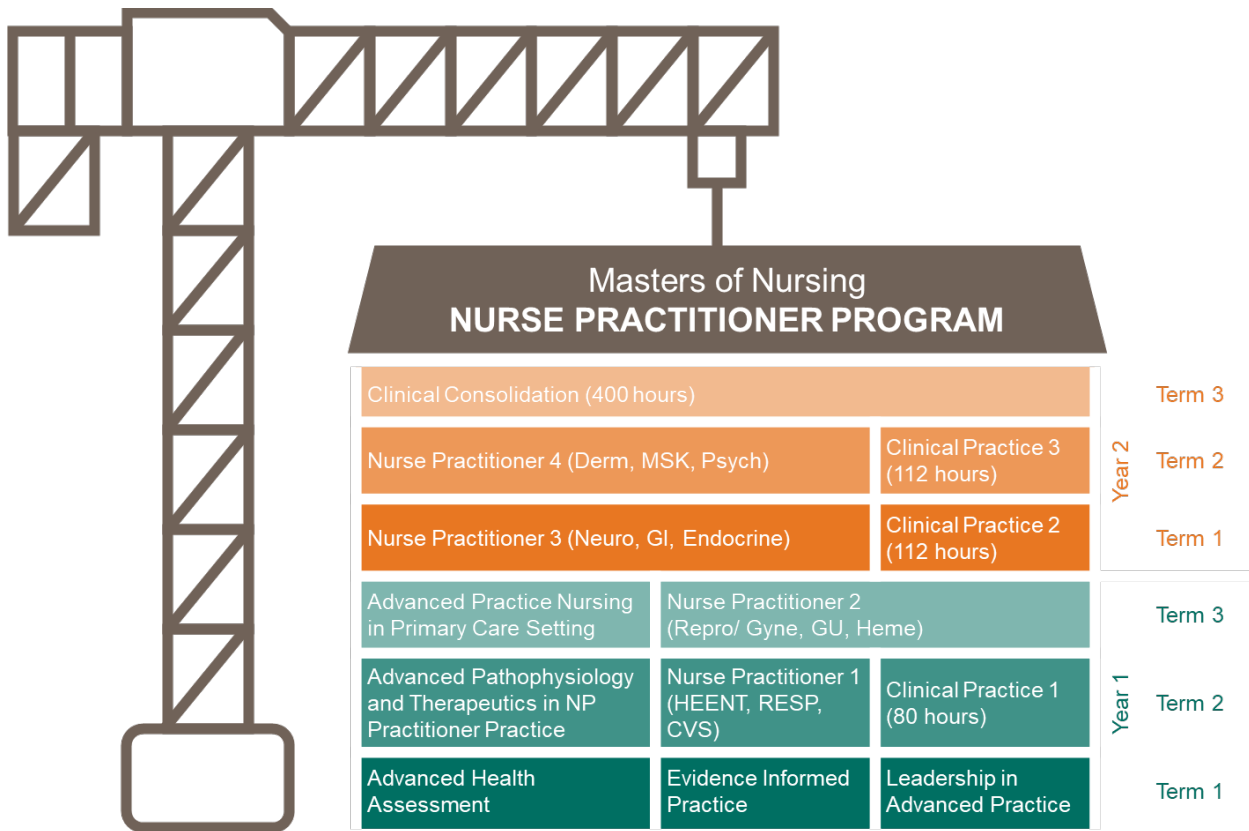 Masters of Nursing
NURSE PRACTITIONER PROGRAM
Clinical Consolidation (400 hours)
Term 3
Nurse Practitioner 4 (Derm, MSK, Psych)
Clinical Practice 3
(112 hours)
Term 2
Nurse Practitioner 3 (Neuro, GI, Endocrine)
Clinical Practice 2
(112 hours)
Term 1
Year 2
Advanced Practice Nursing
in Primary Care Setting
Nurse Practitioner 2
(Repro/ Gyne, GU, Heme)
Term 3
Advanced Pathophysiology
and Therapeutics in NP
Practitioner Practice
Nurse Practitioner 1
(HEENT, RESP,
CVS)
Clinical Practice 1
(80 hours)
Term 2
Advanced Health
Assessment
Evidence Informed
Practice
Leadership in
Advanced Practice
Term 1
Year 1